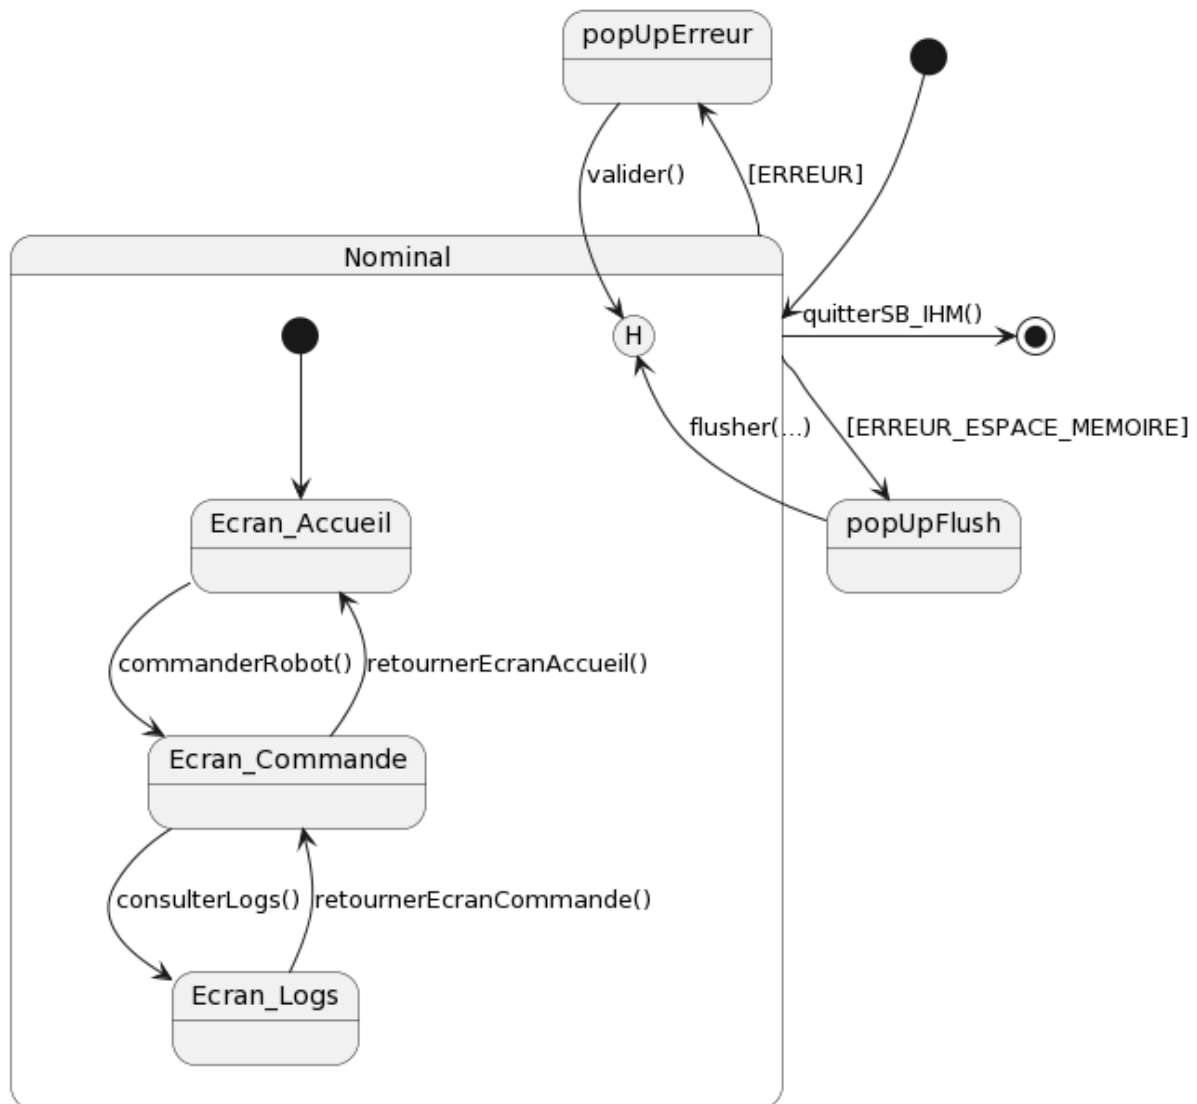 popUpErreur
valider()
[ERREUR]
Nominal
quitterSB_IHM()
H
flusher(...)
[ERREUR_ESPACE_MEMOIRE]
Ecran_Accueil
popUpFlush
commanderRobot()
retournerEcranAccueil()
Ecran_Commande
consulterLogs()
retournerEcranCommande()
Ecran_Logs